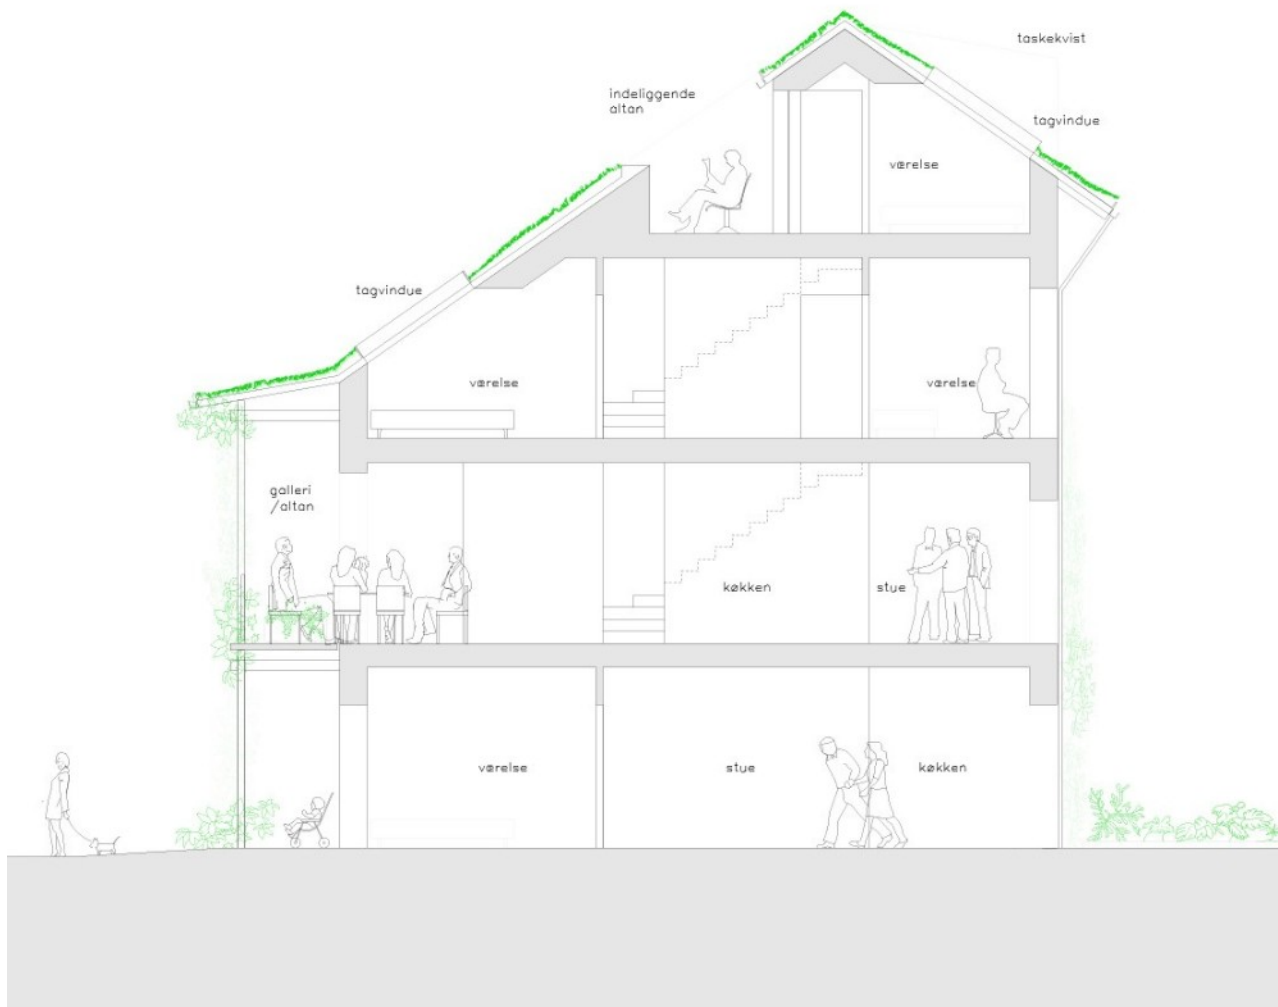 taskekvist
indeliggende
altan
tagvindue
værelse
tagvindue
værelse
værelse
galleri
/altan
køkken
stue
værelse
stue
køkken